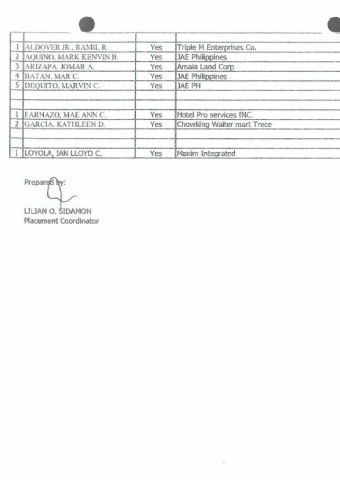 1 ALDOVER JR., RAMIL R. Yes Triple M Enterprises Co.
2 AQUINO, MARK KENVIN B. Yes JAE Philippines
3 ARIZAPA, JOMAR A. Yes Amaia Land Corp
4 BATAN, MAR C. Yes JAE Philippines
5 DEQUITO, MARVIN C. Yes JAE PH
1 FARNAZO, MAE ANN C. Yes Hotel Pro services INC.
2 GARCIA, KATHLEEN D. Yes Chowking Walter mart Trece
1 LOYOLA, IAN LLOYD C. Yes Maxim Integrated
Prepared by:
LILIAN O. SIDAMON
Placement Coordinator